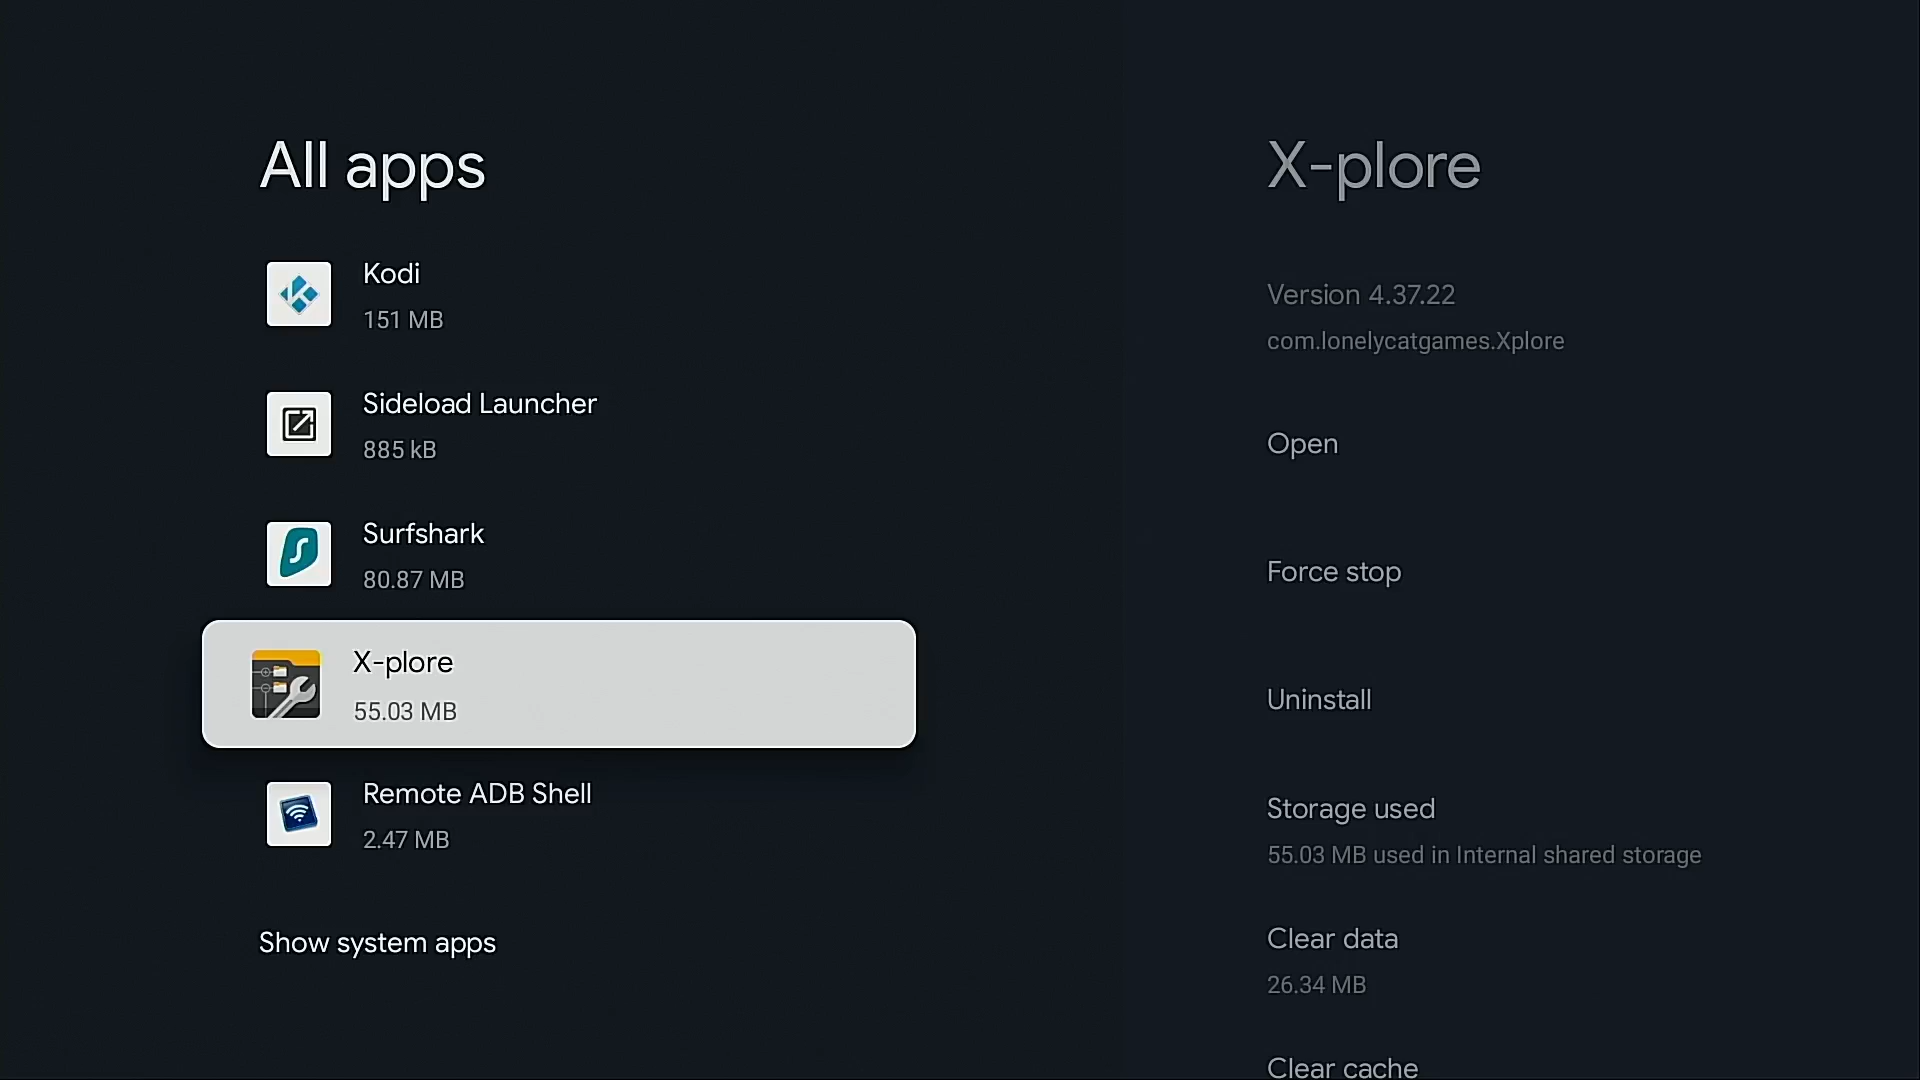 All apps
Kodi
151 MB
Sideload Launcher
885 kB
Surfshark
80.87 MB
X-plore
55.03 MB
Remote ADB Shell
2.47 MB
Show system apps
X-plore
Version 4.37.22
com.lonelycatgames.Xplore
Open
Force stop
Uninstall
Storage used
55.03 MB used in Internal shared storage
Clear data
26.34 MB
Clear cache